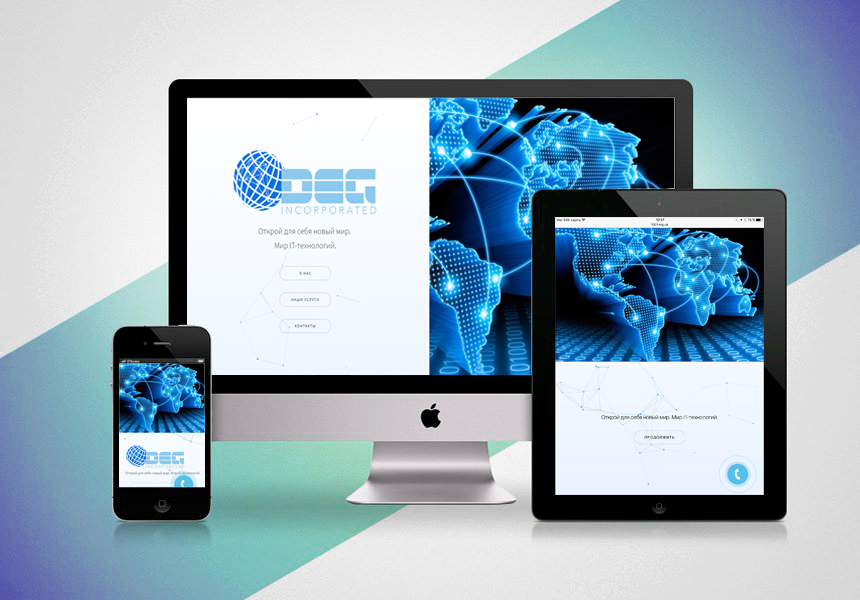 DEG
INCORPORATED
Открой для себя новый мир.
Мир IT-технологий.
О НАС
НАШИ УСЛУГИ
КОНТАКТЫ
Открой для себя новый мир. Мир IT-технологий.
ПРОДОЛЖИТЬ
DEG
INCORPORATED
Открой для себя новый мир. Мир IT-технологий.